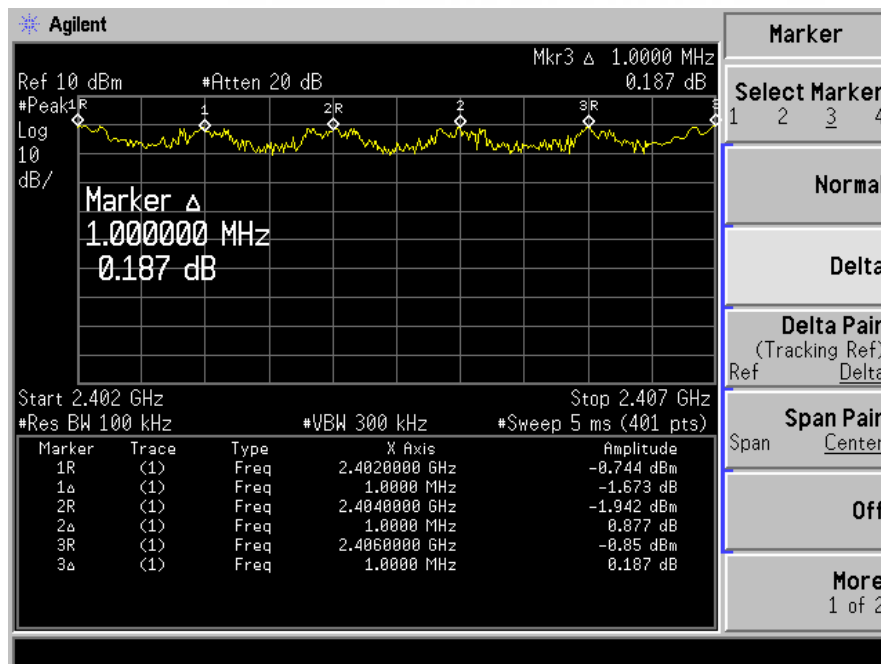 Agilent
Marker
Mkr3 Δ 1.0000 MHz
Ref 10 dBm #Atten 20 dB 0.187 dB
#Peak
Log
10
dB/
1R 1 2R 2 3R
Marker Δ
1.000000 MHz
0.187 dB
Start 2.402 GHz Stop 2.407 GHz
#Res BW 100 kHz #VBW 300 kHz #Sweep 5 ms (401 pts)
Marker Trace Type X Axis Amplitude
1R (1) Freq 2.4020000 GHz -0.744 dBm
1Δ (1) Freq 1.0000 MHz -1.673 dB
2R (1) Freq 2.4040000 GHz -1.942 dBm
2Δ (1) Freq 1.0000 MHz 0.877 dB
3R (1) Freq 2.4060000 GHz -0.85 dBm
3Δ (1) Freq 1.0000 MHz 0.187 dB
Select Marker
1 2 3 4
Normal
Delta
Delta Pair
(Tracking Ref)
Ref Delta
Span Pair
Span Center
Off
More
1 of 2